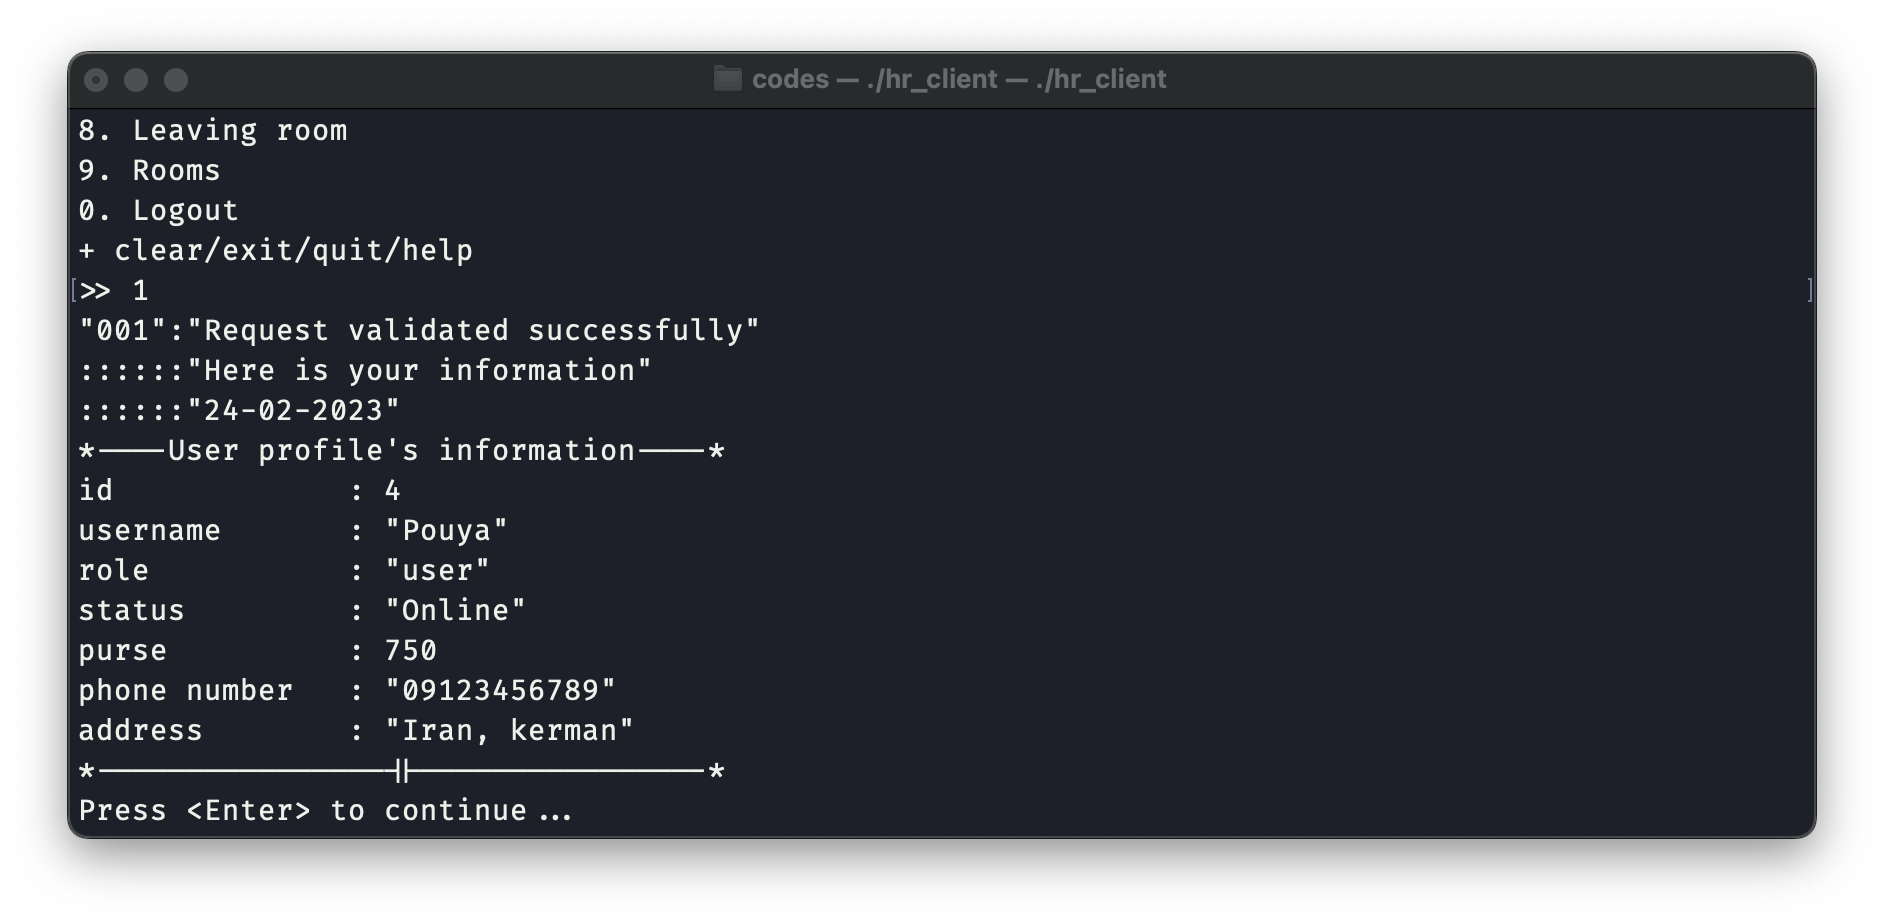 codes — ./hr_client — ./hr_client
8. Leaving room
9. Rooms
0. Logout
+ clear/exit/quit/help
[>> 1 ]
"001":"Request validated successfully"
::::::"Here is your information"
::::::"24-02-2023"
*----User profile's information----*
id : 4
username : "Pouya"
role : "user"
status : "Online"
purse : 750
phone number : "09123456789"
address : "Iran, kerman"
*-----------------||-----------------*
Press <Enter> to continue...